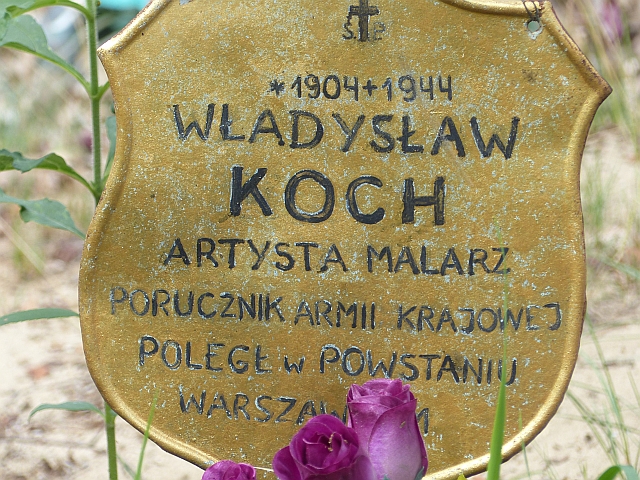 Ś P
*1904+1944
WŁADYSŁAW
KOCH
ARTYSTA MALARZ
PORUCZNIK ARMII KRAJOWEJ
POLEGŁ w POWSTANIU